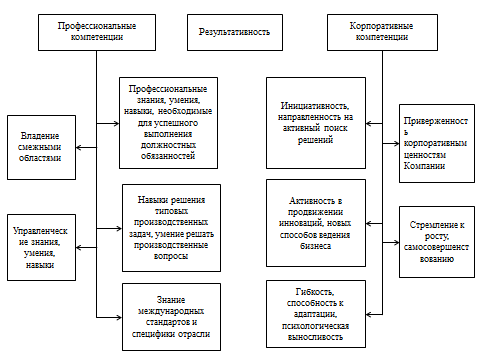 Профессиональные
компетенции
Результативность
Корпоративные
компетенции
Профессиональные
знания, умения,
навыки, необходимые
для успешного
выполнения
должностных
обязанностей
Владение
смежными
областями
Навыки решения
типовых
производственных
задач, умение решать
производственные
вопросы
Управленческ
ие знания,
умения,
навыки
Знание
международных
стандартов и
специфики отрасли
Инициативность,
направленность на
активный поиск
решений
Приверженност
ь
корпоративным
ценностям
Компании
Активность в
продвижении
инноваций, новых
способов ведения
бизнеса
Стремление к
росту,
самосовершенст
вованию
Гибкость,
способность к
адаптации,
психологическая
выносливость